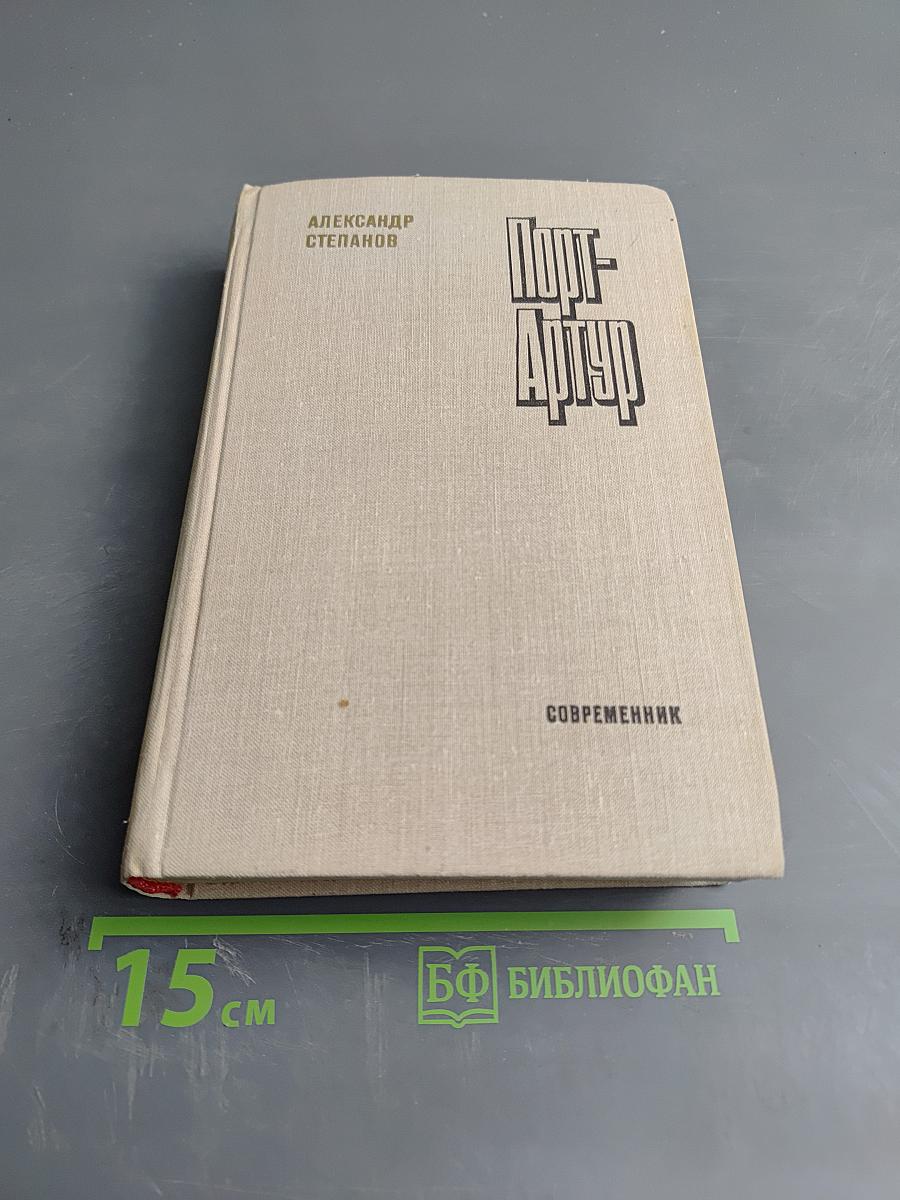 АЛЕКСАНДР
СТЕПАНОВ
Порт-
Артур
СОВРЕМЕННИК
15 см
БФ БИБЛИОФАН